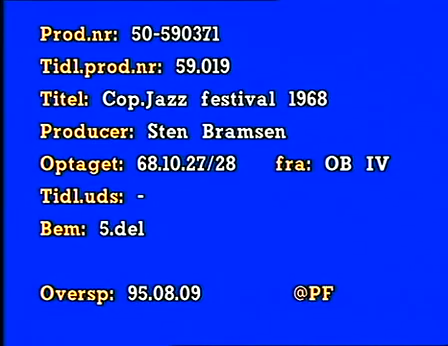 Prod.nr: 50-590371
Tidl.prod.nr: 59.019
Titel: Cop.Jazz festival 1968
Producer: Sten Bramsen
Optaget: 68.10.27/28 fra: OB IV
Tidl.uds: -
Bem: 5.del
Oversp: 95.08.09 @PF